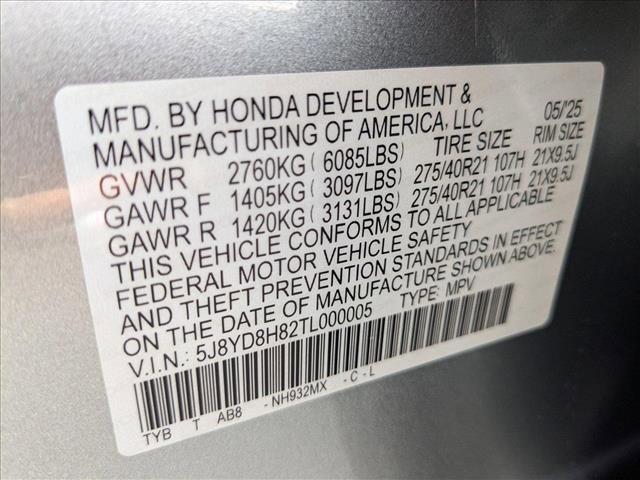 MFD. BY HONDA DEVELOPMENT & 05/'25
MANUFACTURING OF AMERICA, LLC TIRE SIZE RIM SIZE
GVWR 2760KG(6085LBS)
GAWR F 1405KG(3097LBS) 275/40R21 107H 21X9.5J
GAWR R 1420KG(3131LBS) 275/40R21 107H 21X9.5J
THIS VEHICLE CONFORMS TO ALL APPLICABLE
FEDERAL MOTOR VEHICLE SAFETY
AND THEFT PREVENTION STANDARDS IN EFFECT
ON THE DATE OF MANUFACTURE SHOWN ABOVE.
V.I.N.: 5J8YD8H82TL000005 TYPE: MPV
TYB T AB8 -NH932MX -C-L